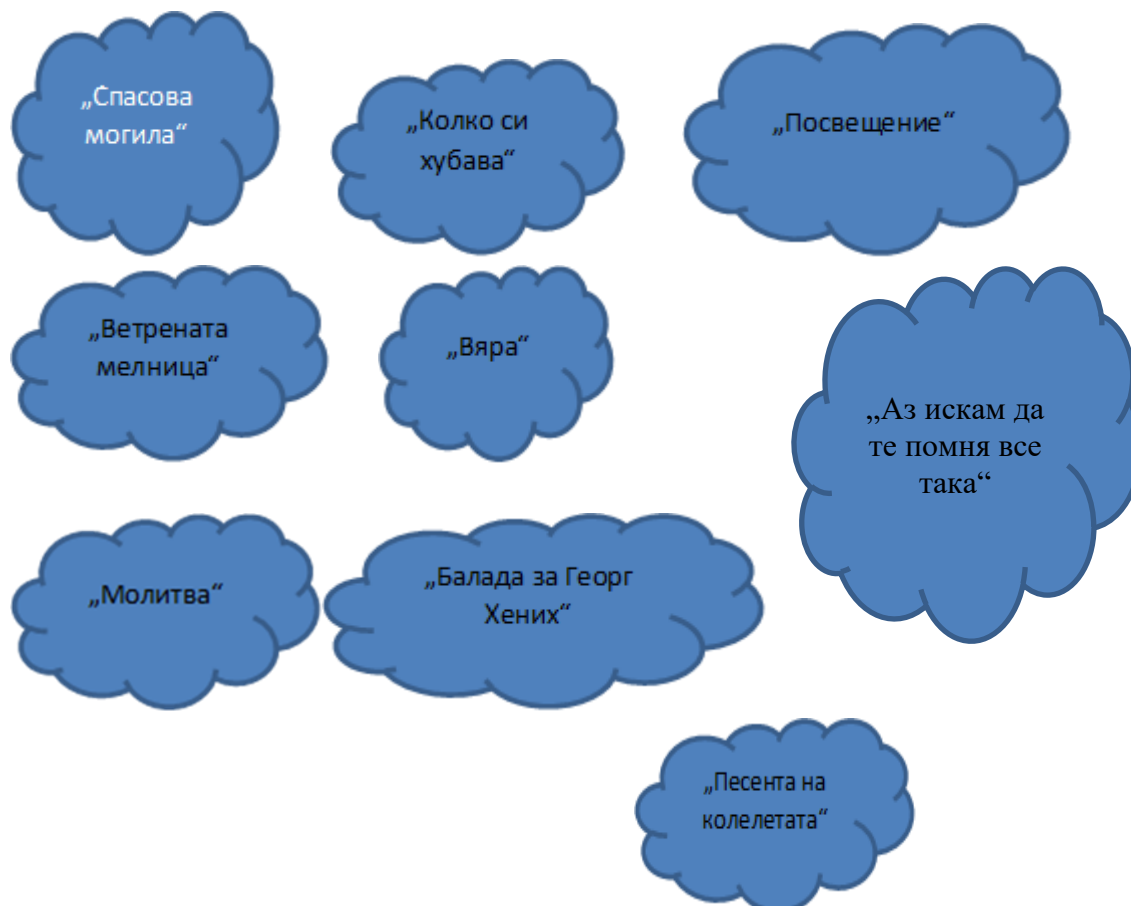 „Спасова
могила“
„Колко си
хубава“
„Посвещение“
„Ветрената
мелница“
„Вяра“
„Аз искам да
те помня все
така“
„Молитва“
„Балада за Георг
Хених“
„Песента на
колелетата“